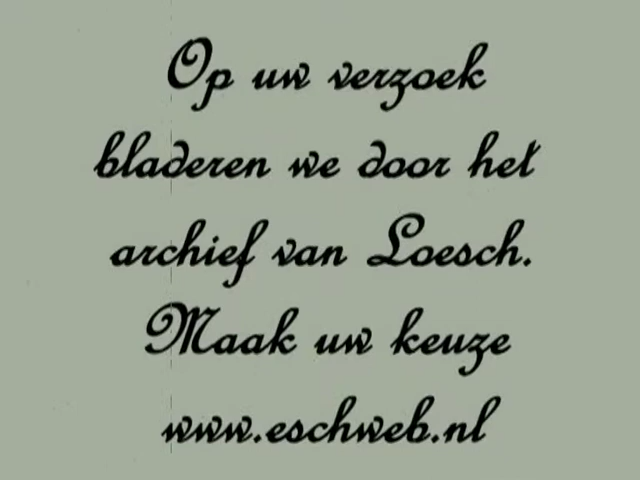 Op uw verzoek
bladeren we door het
archief van Loesch.
Maak uw keuze
www.eschweb.nl